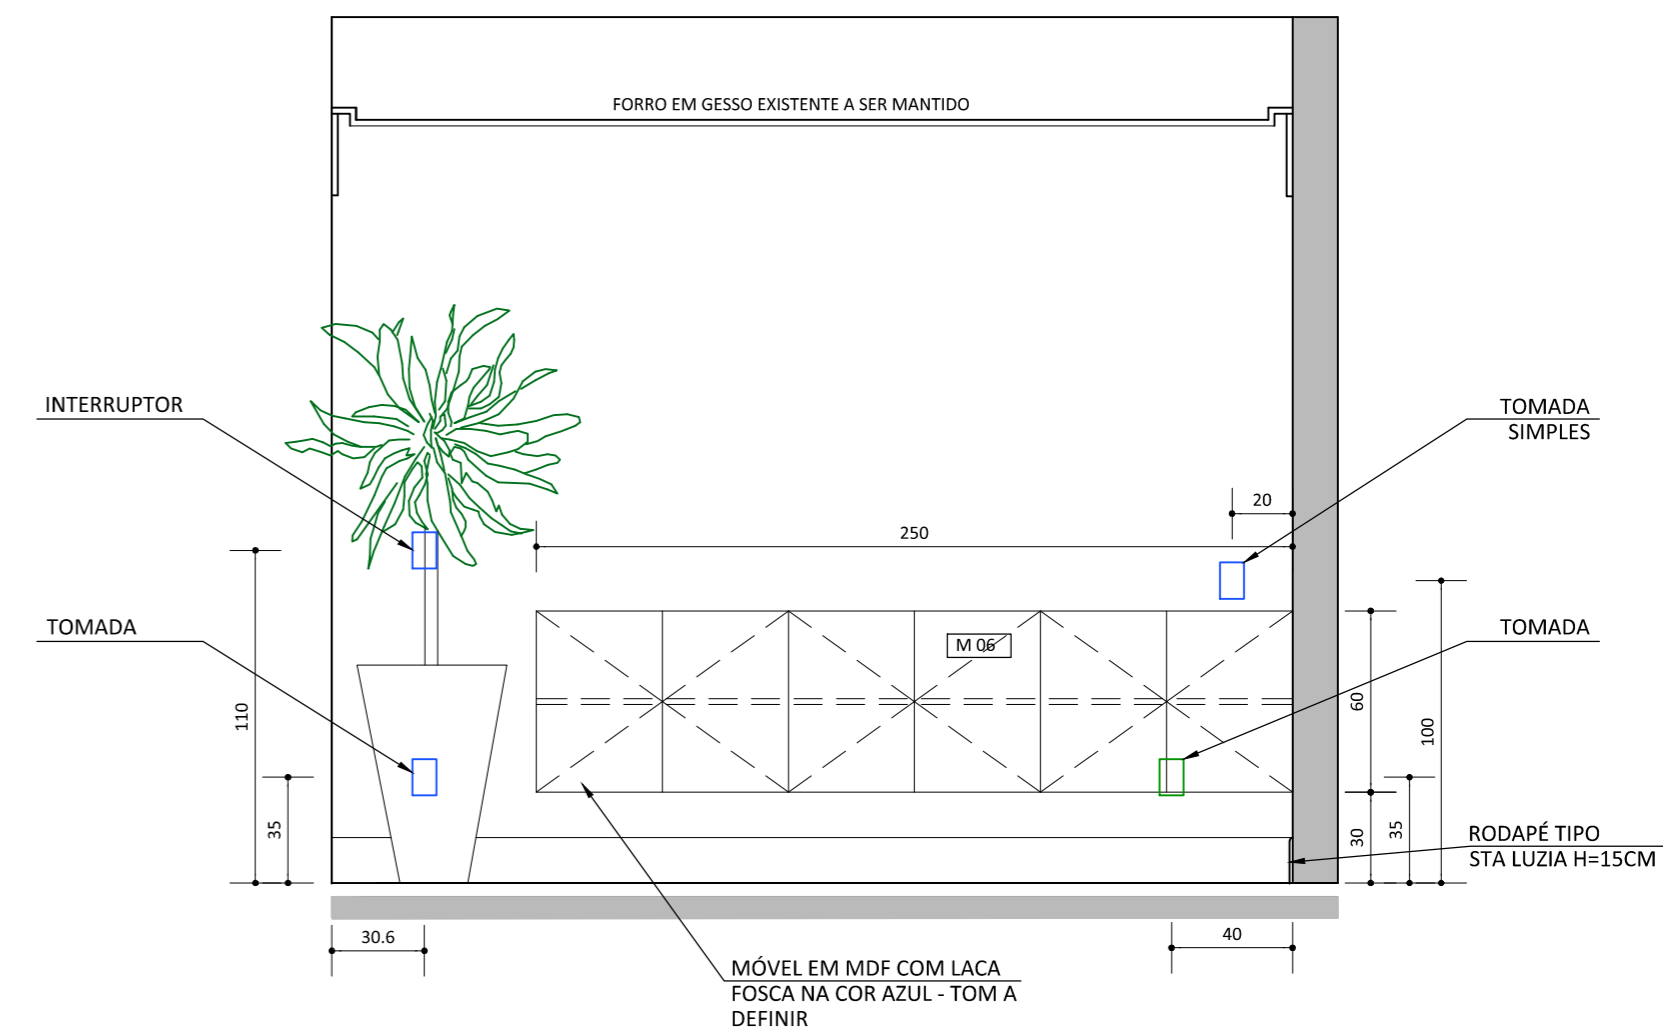 FORRO EM GESSO EXISTENTE A SER MANTIDO
INTERRUPTOR
TOMADA
SIMPLES
20
250
TOMADA
TOMADA
M 06
110
60
100
35
30
35
RODAPÉ TIPO
STA LUZIA H=15CM
30.6
40
MÓVEL EM MDF COM LACA
FOSCA NA COR AZUL - TOM A
DEFINIR